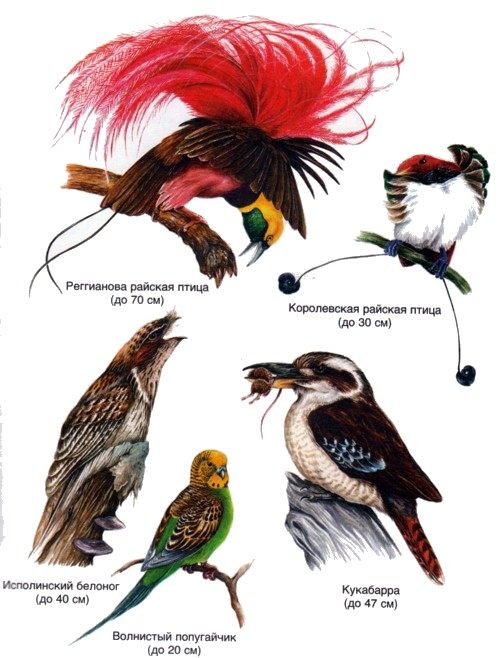 Реггианова райская птица
(до 70 см)
Королевская райская птица
(до 30 см)
Исполинский белоног
(до 40 см)
Кукабарра
(до 47 см)
Волнистый попугайчик
(до 20 см)